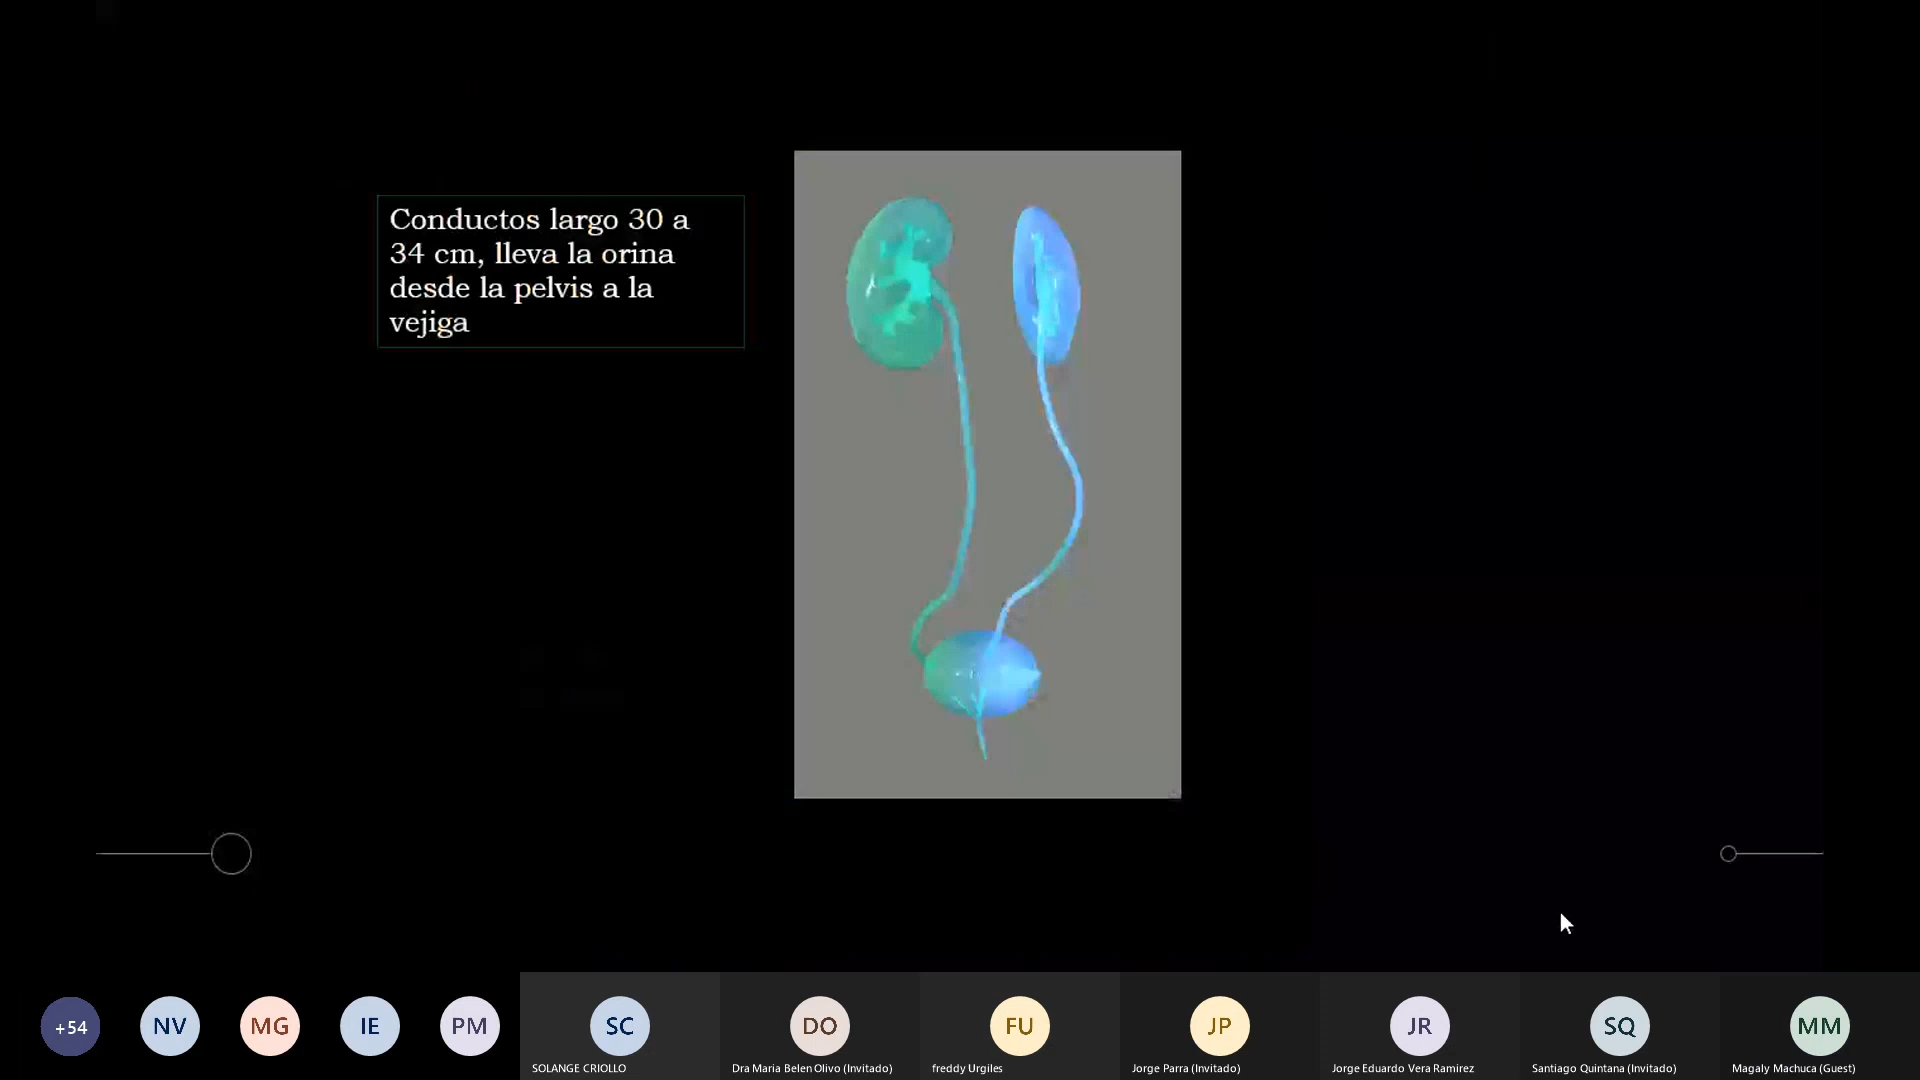 Conductos largo 30 a
34 cm, lleva la orina
desde la pelvis a la
vejiga
+54
NV
MG
IE
PM
SC
DO
FU
JP
JR
SQ
MM
SOLANGE CRIOLLO
Dra Maria Belen Olivo (Invitado)
freddy Urgiles
Jorge Parra (Invitado)
Jorge Eduardo Vera Ramirez
Santiago Quintana (Invitado)
Magaly Machuca (Guest)